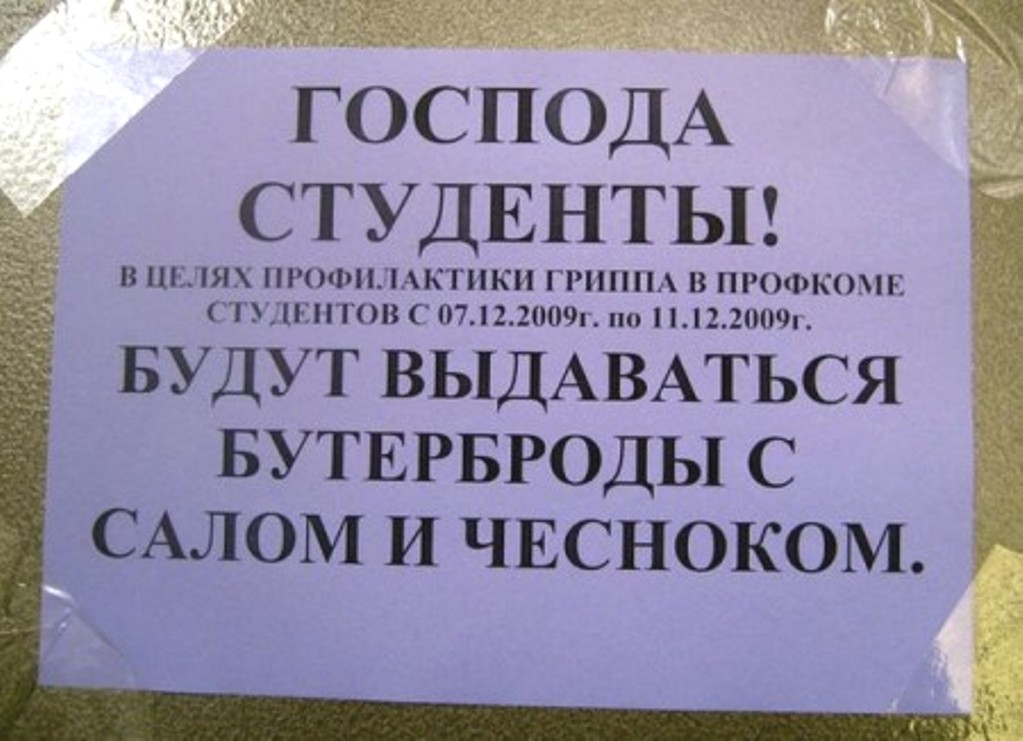 ГОСПОДА
СТУДЕНТЫ!
В ЦЕЛЯХ ПРОФИЛАКТИКИ ГРИППА В ПРОФКОМЕ
СТУДЕНТОВ С 07.12.2009г. по 11.12.2009г.
БУДУТ ВЫДАВАТЬСЯ
БУТЕРБРОДЫ С
САЛОМ И ЧЕСНОКОМ.